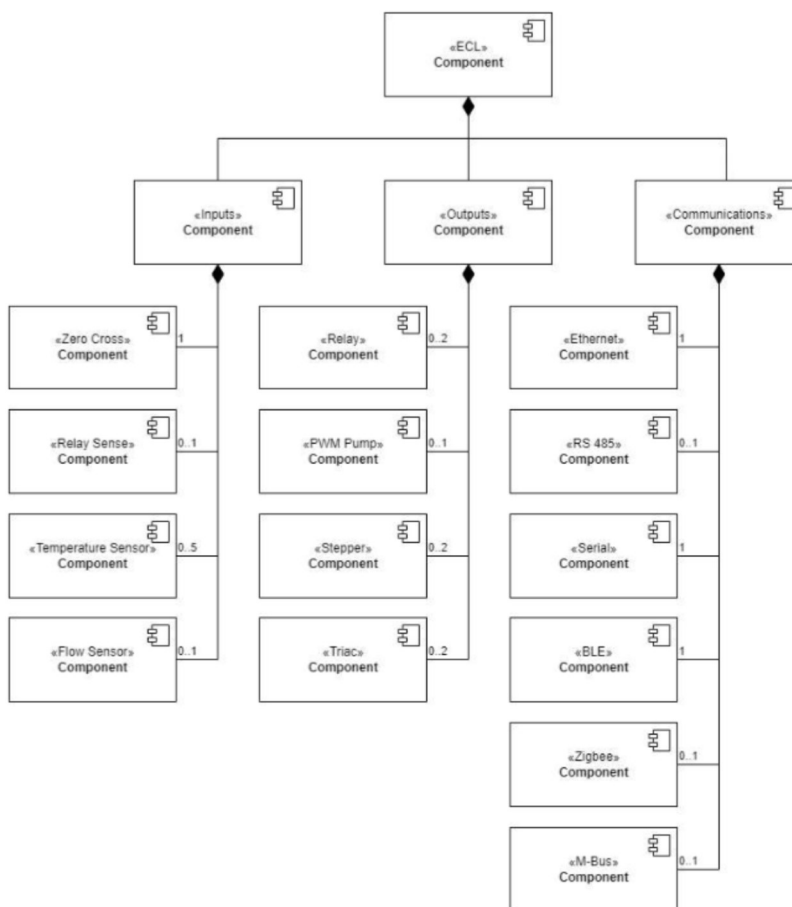 «ECL»
Component
«Inputs»
Component
«Outputs»
Component
«Communications»
Component
«Zero Cross»
Component
1
«Relay»
Component
0..2
«Ethernet»
Component
1
«Relay Sense»
Component
0..1
«PWM Pump»
Component
0..1
«RS 485»
Component
0..1
«Temperature Sensor»
Component
0..5
«Stepper»
Component
0..2
«Serial»
Component
1
«Flow Sensor»
Component
0..1
«Triac»
Component
0..2
«BLE»
Component
1
«Zigbee»
Component
0..1
«M-Bus»
Component
0..1